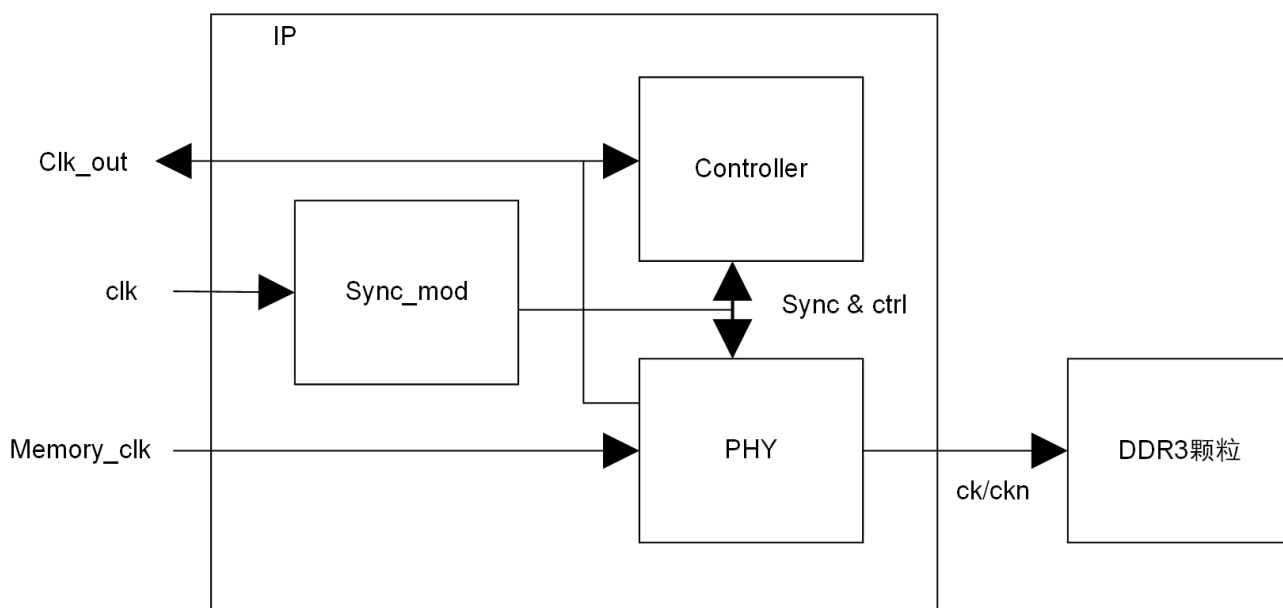 IP
Clk_out
Controller
clk
Sync_mod
Sync & ctrl
Memory_clk
PHY
DDR3颗粒
ck/ckn